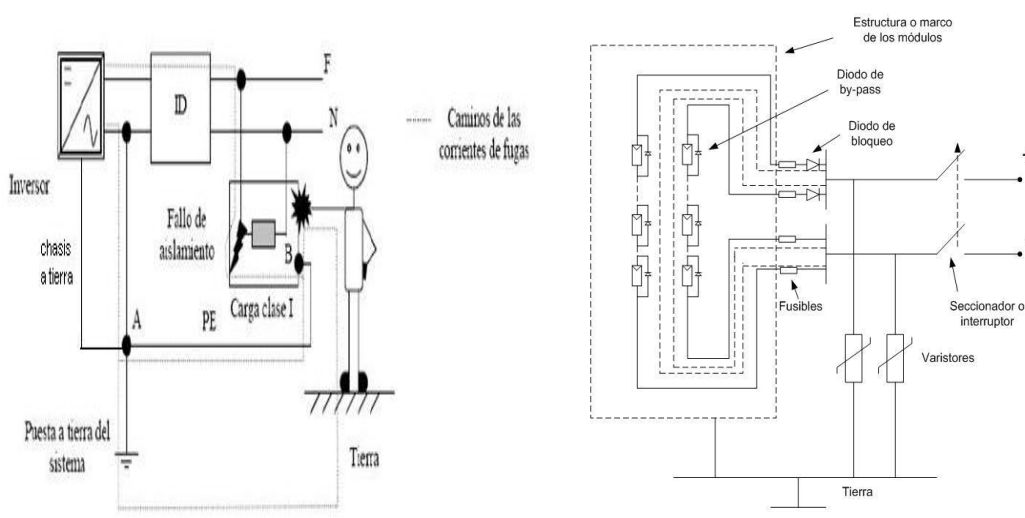 F
ID
N
Inversor
Caminos de las
corrientes de fugas
Fallo de
aislamiento
chasis
a tierra
B
A
PE
Carga clase I
Puesta a tierra del
sistema
Tierra
Estructura o marco
de los módulos
Diodo de
by-pass
Diodo de
bloqueo
Fusibles
Seccionador o
interruptor
Varistores
Tierra